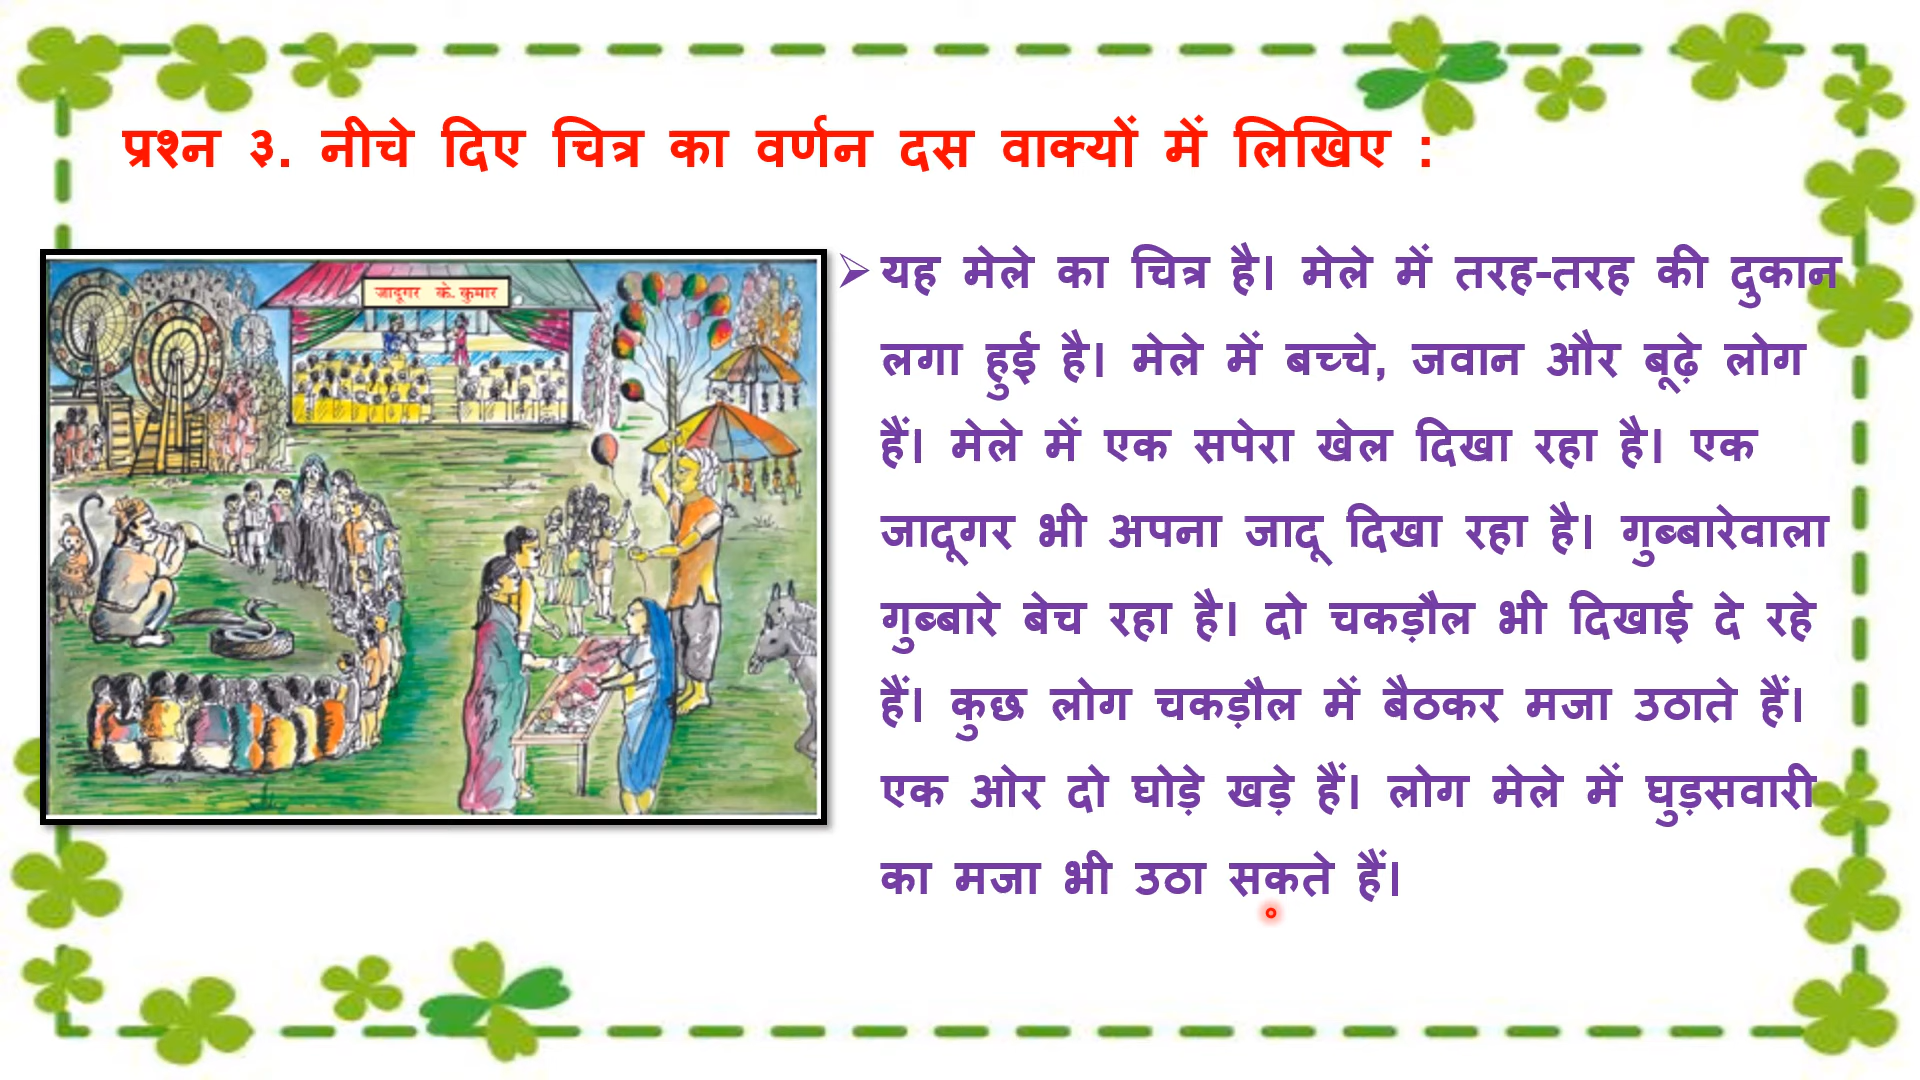 प्रश्न ३. नीचे दिए चित्र का वर्णन दस वाक्यों में लिखिए :
जादूगर के. कुमार
➢ यह मेले का चित्र है। मेले में तरह-तरह की दुकान
लगा हुई है। मेले में बच्चे, जवान और बूढ़े लोग
हैं। मेले में एक सपेरा खेल दिखा रहा है। एक
जादूगर भी अपना जादू दिखा रहा है। गुब्बारेवाला
गुब्बारे बेच रहा है। दो चकड़ौल भी दिखाई दे रहे
हैं। कुछ लोग चकड़ौल में बैठकर मजा उठाते हैं।
एक ओर दो घोड़े खड़े हैं। लोग मेले में घुड़सवारी
का मजा भी उठा सकते हैं।